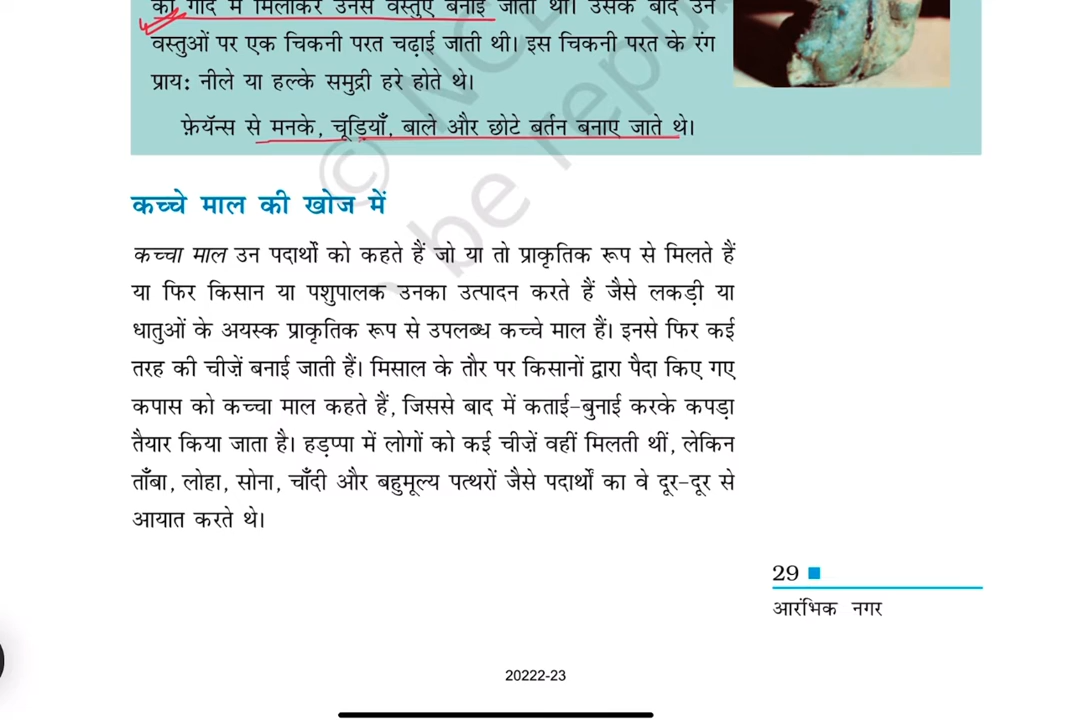 को गोंद में मिलाकर उनसे वस्तुएँ बनाई जाती थीं। उसके बाद उन
वस्तुओं पर एक चिकनी परत चढ़ाई जाती थी। इस चिकनी परत के रंग
प्राय: नीले या हल्के समुद्री हरे होते थे।
फ़ेयॅन्स से मनके, चूड़ियाँ, बाले और छोटे बर्तन बनाए जाते थे।
कच्चे माल की खोज में
कच्चा माल उन पदार्थों को कहते हैं जो या तो प्राकृतिक रूप से मिलते हैं
या फिर किसान या पशुपालक उनका उत्पादन करते हैं जैसे लकड़ी या
धातुओं के अयस्क प्राकृतिक रूप से उपलब्ध कच्चे माल हैं। इनसे फिर कई
तरह की चीज़ें बनाई जाती हैं। मिसाल के तौर पर किसानों द्वारा पैदा किए गए
कपास को कच्चा माल कहते हैं, जिससे बाद में कताई-बुनाई करके कपड़ा
तैयार किया जाता है। हड़प्पा में लोगों को कई चीज़ें वहीं मिलती थीं, लेकिन
ताँबा, लोहा, सोना, चाँदी और बहुमूल्य पत्थरों जैसे पदार्थों का वे दूर-दूर से
आयात करते थे।
29
आरंभिक नगर
20222-23
© NCE
be repu